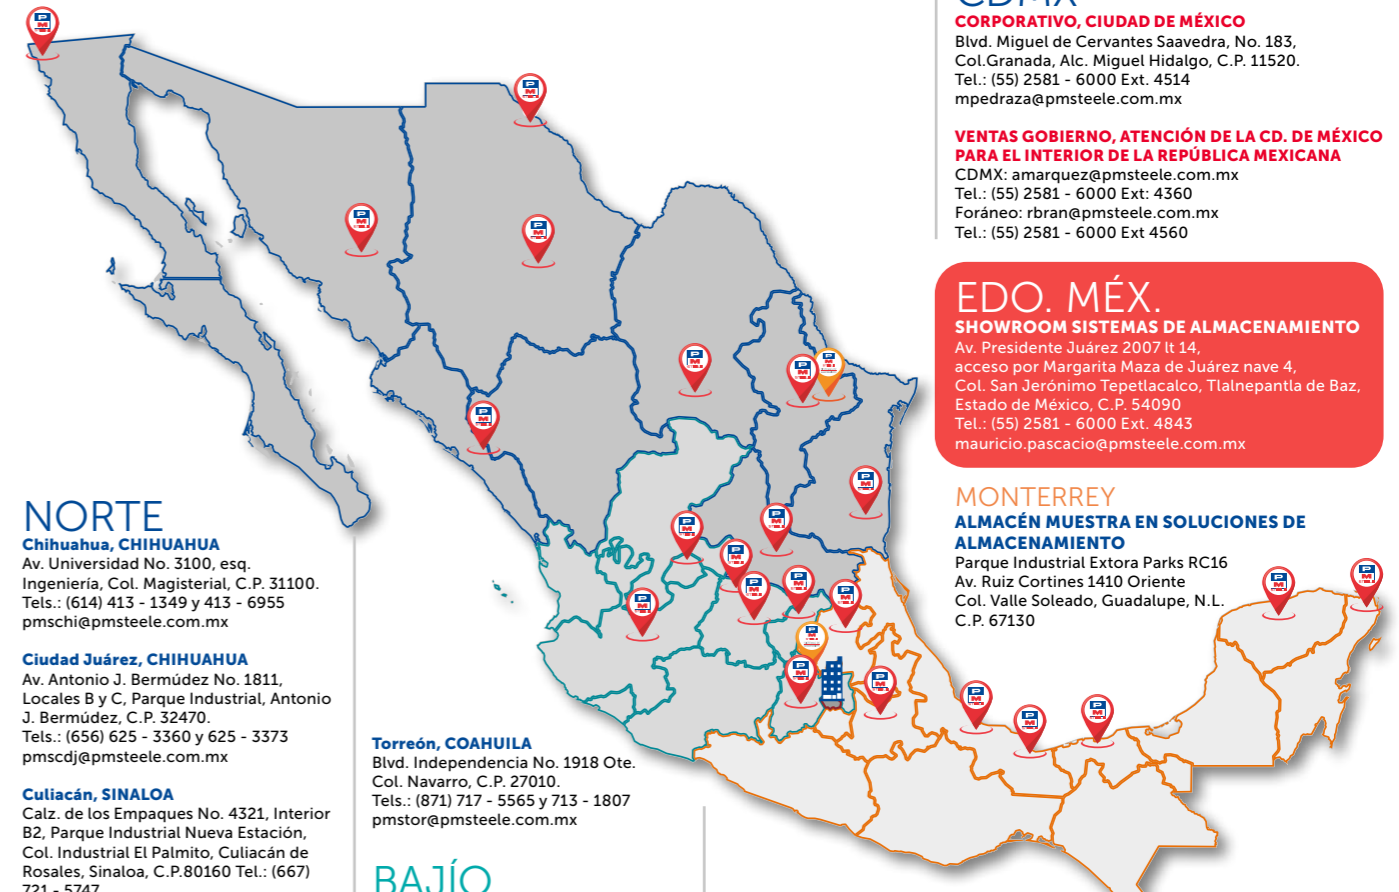 CDMX
CORPORATIVO, CIUDAD DE MÉXICO
Blvd. Miguel de Cervantes Saavedra, No. 183,
Col.Granada, Alc. Miguel Hidalgo, C.P. 11520.
Tel.: (55) 2581 - 6000 Ext. 4514
mpedraza@pmsteele.com.mx
VENTAS GOBIERNO, ATENCIÓN DE LA CD. DE MÉXICO
PARA EL INTERIOR DE LA REPÚBLICA MEXICANA
CDMX: amarquez@pmsteele.com.mx
Tel.: (55) 2581 - 6000 Ext: 4360
Foráneo: rbran@pmsteele.com.mx
Tel.: (55) 2581 - 6000 Ext 4560
EDO. MÉX.
SHOWROOM SISTEMAS DE ALMACENAMIENTO
Av. Presidente Juárez 2007 lt 14,
acceso por Margarita Maza de Juárez nave 4,
Col. San Jerónimo Tepetlacalco, Tlalnepantla de Baz,
Estado de México, C.P. 54090
Tel.: (55) 2581 - 6000 Ext. 4843
mauricio.pascacio@pmsteele.com.mx
MONTERREY
ALMACÉN MUESTRA EN SOLUCIONES DE
ALMACENAMIENTO
Parque Industrial Extora Parks RC16
Av. Ruiz Cortines 1410 Oriente
Col. Valle Soleado, Guadalupe, N.L.
C.P. 67130
NORTE
Chihuahua, CHIHUAHUA
Av. Universidad No. 3100, esq.
Ingeniería, Col. Magisterial, C.P. 31100.
Tels.: (614) 413 - 1349 y 413 - 6955
pmschi@pmsteele.com.mx
Ciudad Juárez, CHIHUAHUA
Av. Antonio J. Bermúdez No. 1811,
Locales B y C, Parque Industrial, Antonio
J. Bermúdez, C.P. 32470.
Tels.: (656) 625 - 3360 y 625 - 3373
pmscdj@pmsteele.com.mx
Culiacán, SINALOA
Calz. de los Empaques No. 4321, Interior
B2, Parque Industrial Nueva Estación,
Col. Industrial El Palmito, Culiacán de
Rosales, Sinaloa, C.P.80160 Tel.: (667)
721 - 5747
Torreón, COAHUILA
Blvd. Independencia No. 1918 Ote.
Col. Navarro, C.P. 27010.
Tels.: (871) 717 - 5565 y 713 - 1807
pmstor@pmsteele.com.mx
BAJÍO